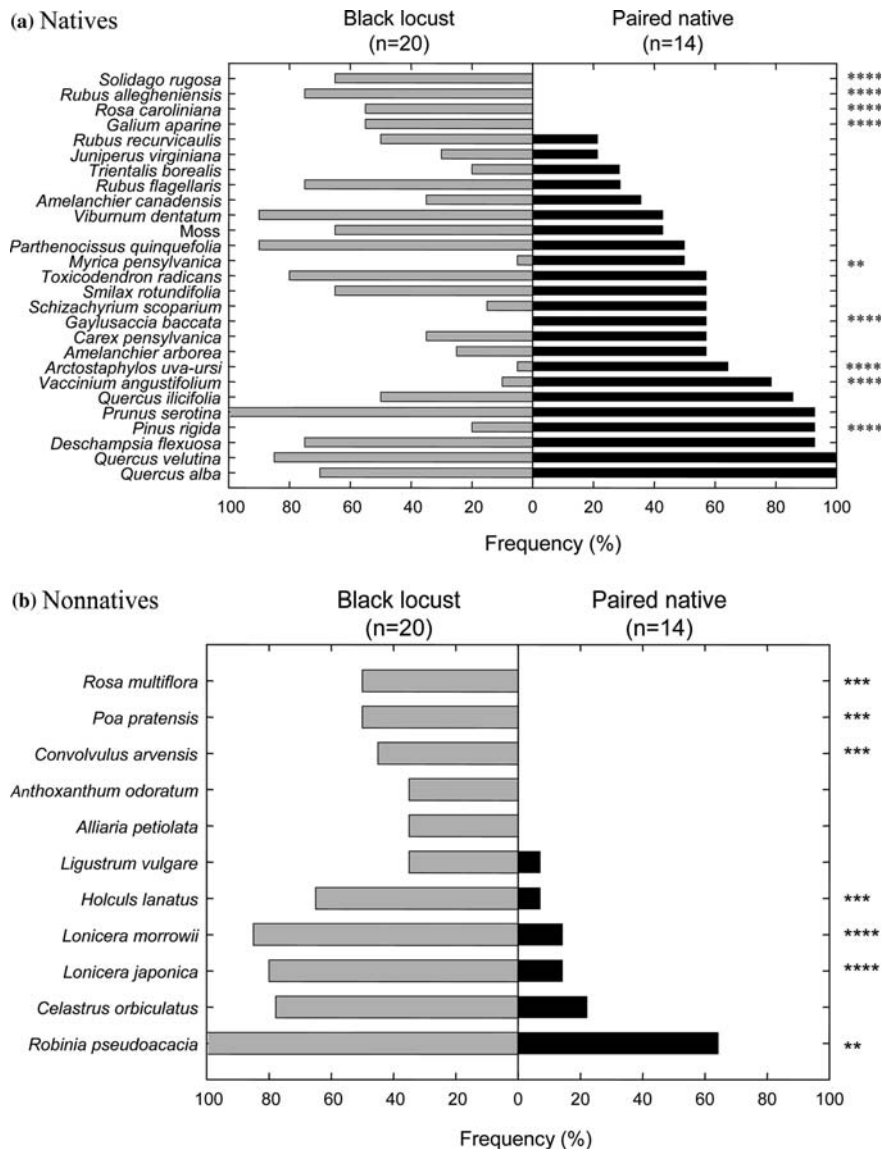 (a) Natives
Black locust
(n=20)
Paired native
(n=14)
Solidago rugosa ****
Rubus allegheniensis ****
Rosa caroliniana ****
Galium aparine ****
Rubus recurvicaulis
Juniperus virginiana
Trientalis borealis
Rubus flagellaris
Amelanchier canadensis
Viburnum dentatum
Moss
Parthenocissus quinquefolia
Myrica pensylvanica **
Toxicodendron radicans
Smilax rotundifolia
Schizachyrium scoparium
Gaylusaccia baccata ****
Carex pensylvanica
Amelanchier arborea
Arctostaphylos uva-ursi ****
Vaccinium angustifolium ****
Quercus ilicifolia
Prunus serotina
Pinus rigida ****
Deschampsia flexuosa
Quercus velutina
Quercus alba
100 80 60 40 20 0 20 40 60 80 100
Frequency (%)
(b) Nonnatives
Black locust
(n=20)
Paired native
(n=14)
Rosa multiflora ***
Poa pratensis ***
Convolvulus arvensis ***
Anthoxanthum odoratum
Alliaria petiolata
Ligustrum vulgare
Holculs lanatus ***
Lonicera morrowii ****
Lonicera japonica ****
Celastrus orbiculatus
Robinia pseudoacacia **
100 80 60 40 20 0 20 40 60 80 100
Frequency (%)